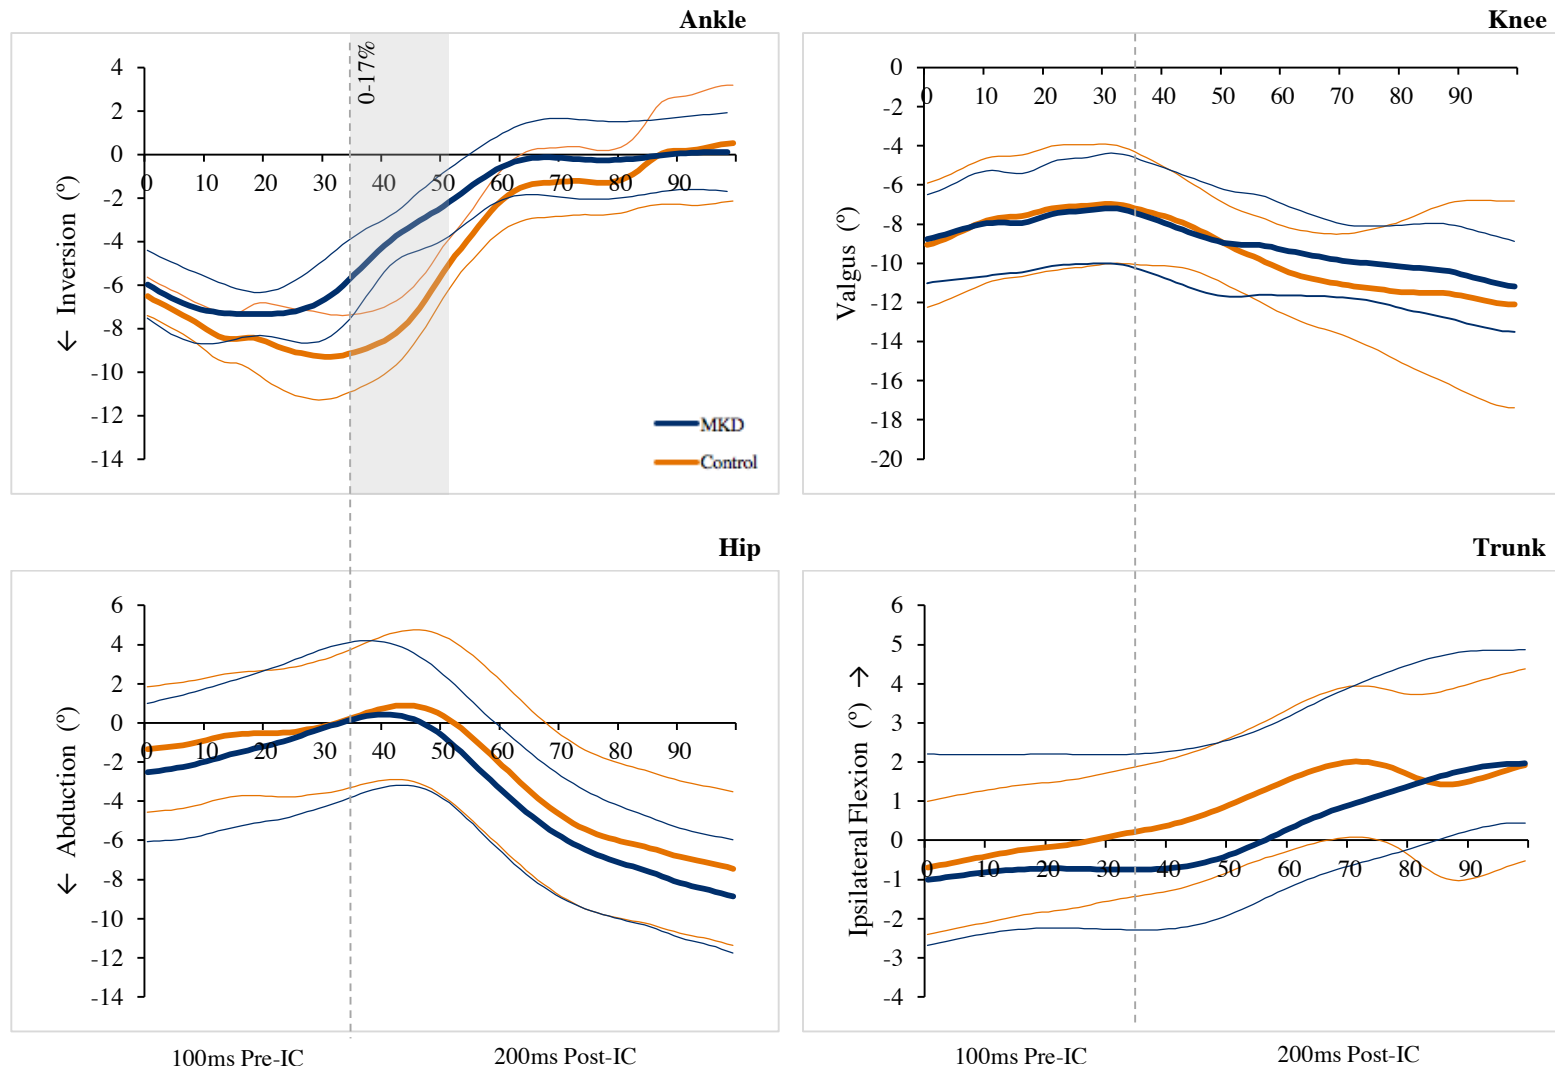 Ankle
0-17%
4
2
0
-2
-4
-6
-8
-10
-12
-14
0 10 20 30 40 50 60 70 80 90
← Inversion (º)
MKD
Control
Knee
0
-2
-4
-6
-8
-10
-12
-14
-16
-18
-20
0 10 20 30 40 50 60 70 80 90
Valgus (º)
Hip
6
4
2
0
-2
-4
-6
-8
-10
-12
-14
0 10 20 30 40 50 60 70 80 90
← Abduction (º)
Trunk
6
5
4
3
2
1
0
-1
-2
-3
-4
0 10 20 30 40 50 60 70 80 90
Ipsilateral Flexion (º) →
100ms Pre-IC 200ms Post-IC
100ms Pre-IC 200ms Post-IC